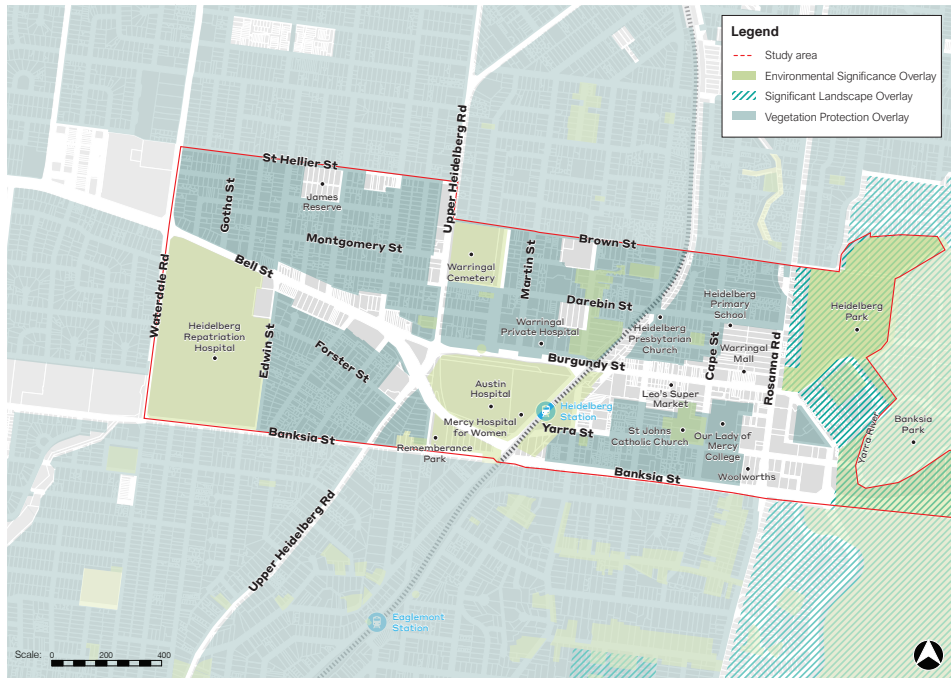 Legend
Study area
Environmental Significance Overlay
Significant Landscape Overlay
Vegetation Protection Overlay
St Hellier St
Upper Heidelberg Rd
Gotha St
James
Reserve
Montgomery St
Bell St
Waterdale Rd
Warringal
Cemetery
Martin St
Brown St
Darebin St
Heidelberg
Primary
School
Heidelberg
Park
Heidelberg
Repatriation
Hospital
Edwin St
Forster St
Warringal
Private Hospital
Heidelberg
Presbytarian
Church
Cape St
Warringal
Mall
Rosanna Rd
Burgundy St
Austin
Hospital
Leo's Super
Market
Mercy Hospital
for Women
Heidelberg
Station
Yarra St
St Johns
Catholic Church
Our Lady of
Mercy
College
Yarra River
Banksia
Park
Banksia St
Rememberance
Park
Banksia St
Woolworths
Upper Heidelberg Rd
Eaglemont
Station
Scale:
0 200 400